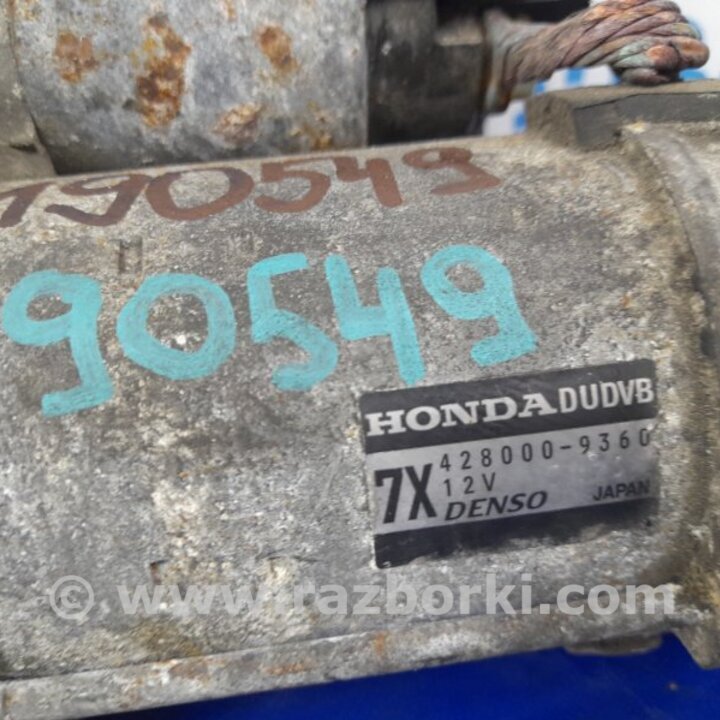 190549
90549
HONDA DUDVB
428000-9360
7X 12V
DENSO JAPAN
© www.razborki.com